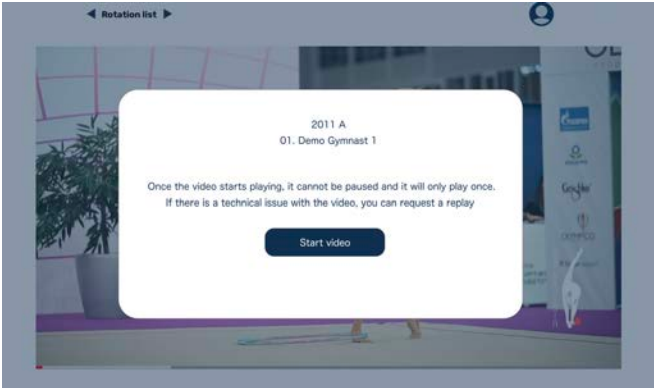 Rotation list
2011 A
01. Demo Gymnast 1
Once the video starts playing, it cannot be paused and it will only play once.
If there is a technical issue with the video, you can request a replay
Start video